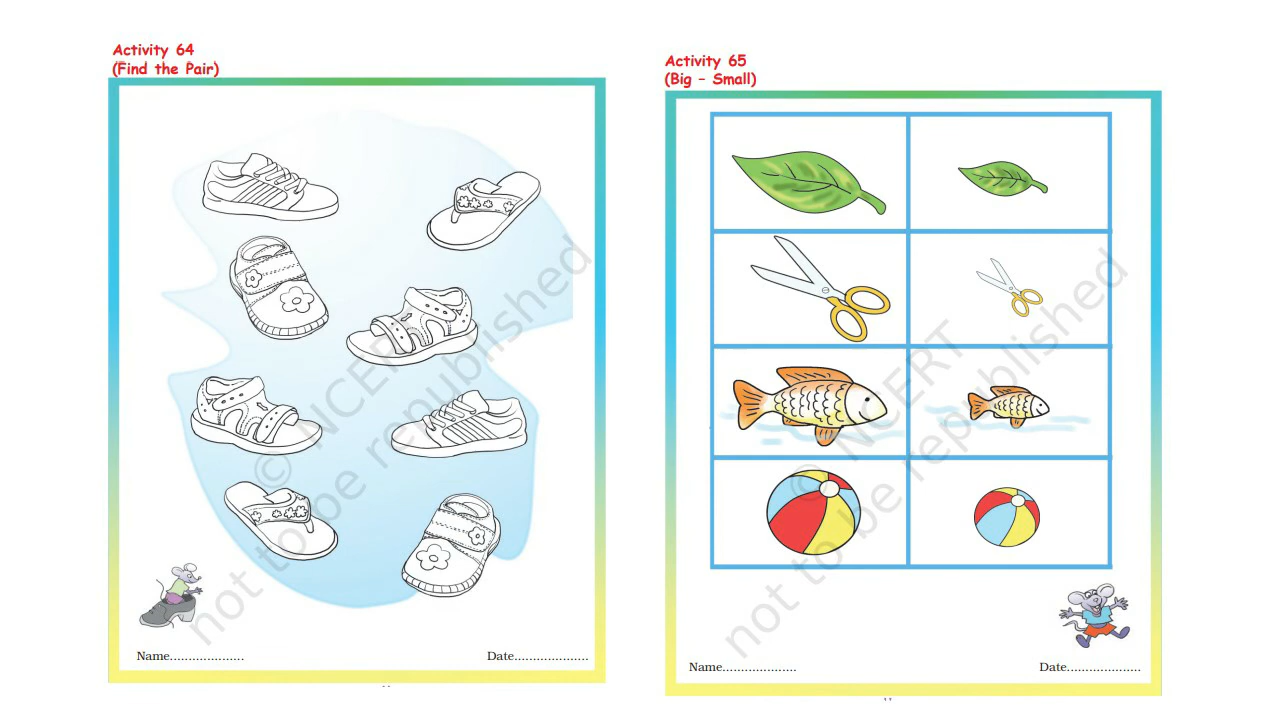 Activity 64
(Find the Pair)
© NCERT
not to be republished
Name....................
Date....................
Activity 65
(Big – Small)
© NCERT
not to be republished
Name....................
Date......................